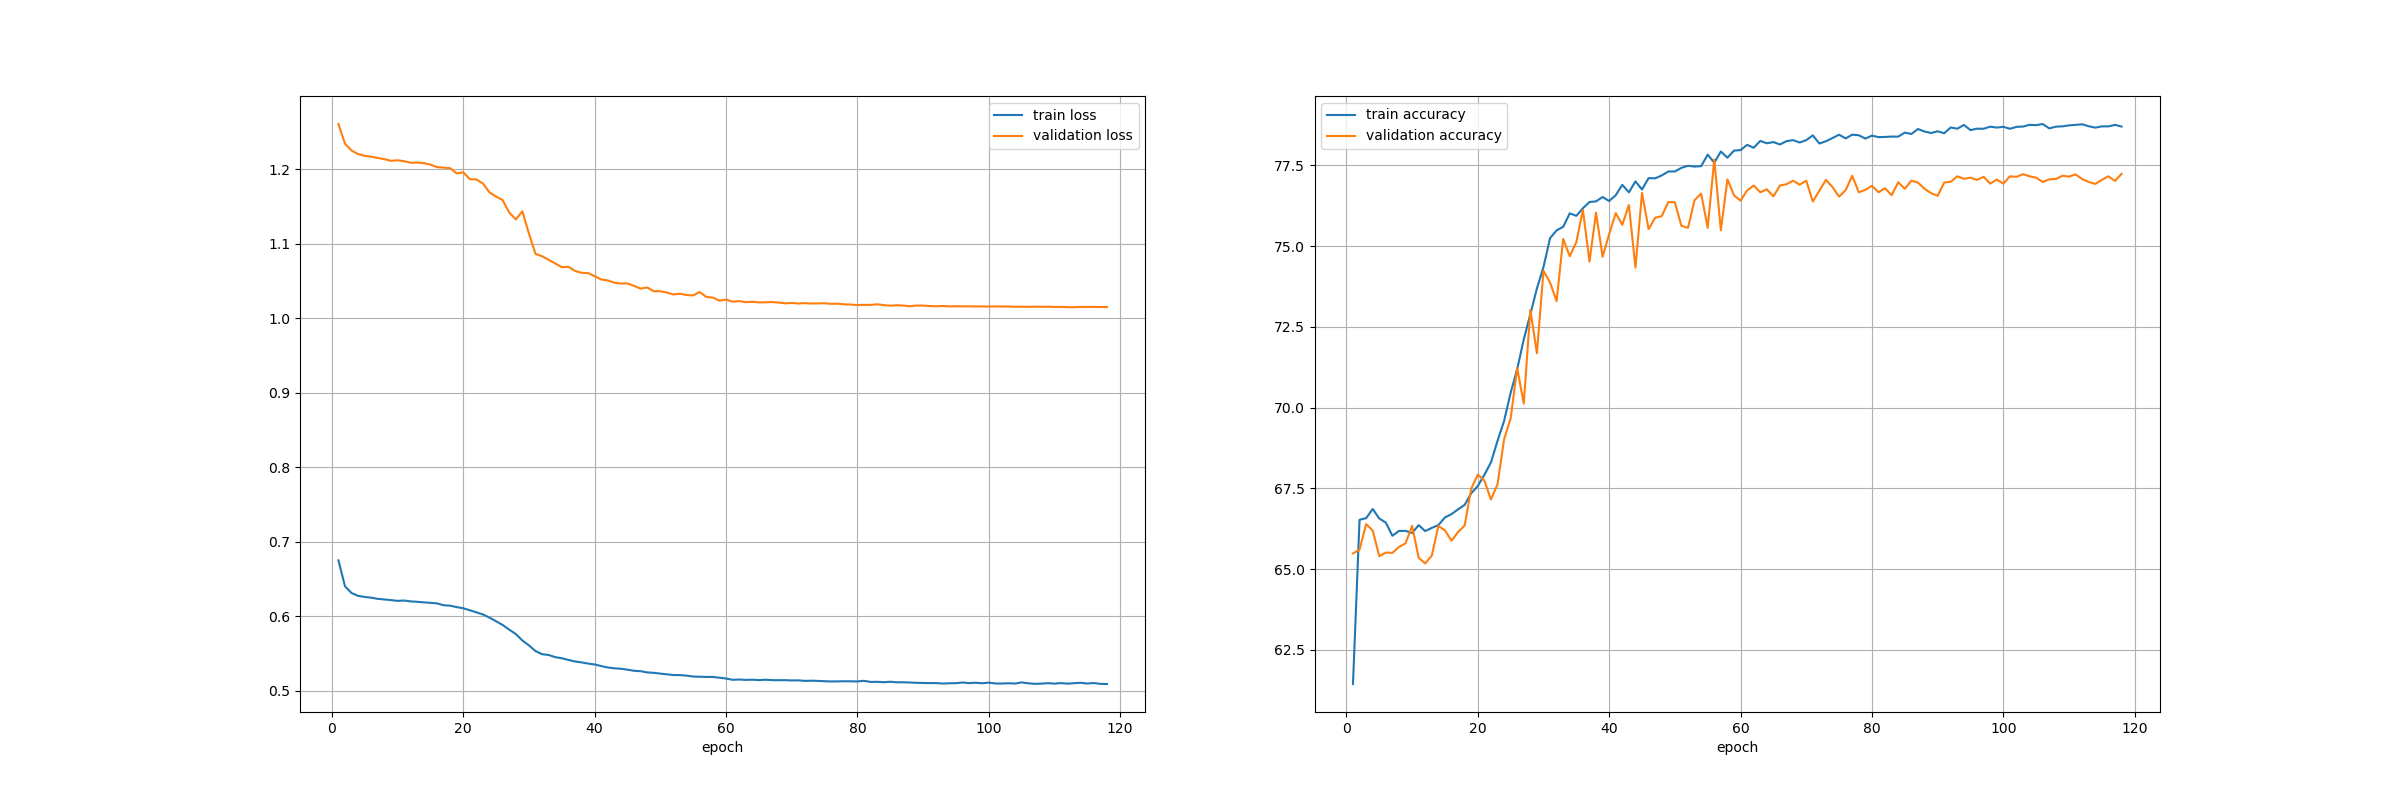 train loss
validation loss
1.2
1.1
1.0
0.9
0.8
0.7
0.6
0.5
0 20 40 60 80 100 120
epoch
train accuracy
validation accuracy
77.5
75.0
72.5
70.0
67.5
65.0
62.5
0 20 40 60 80 100 120
epoch